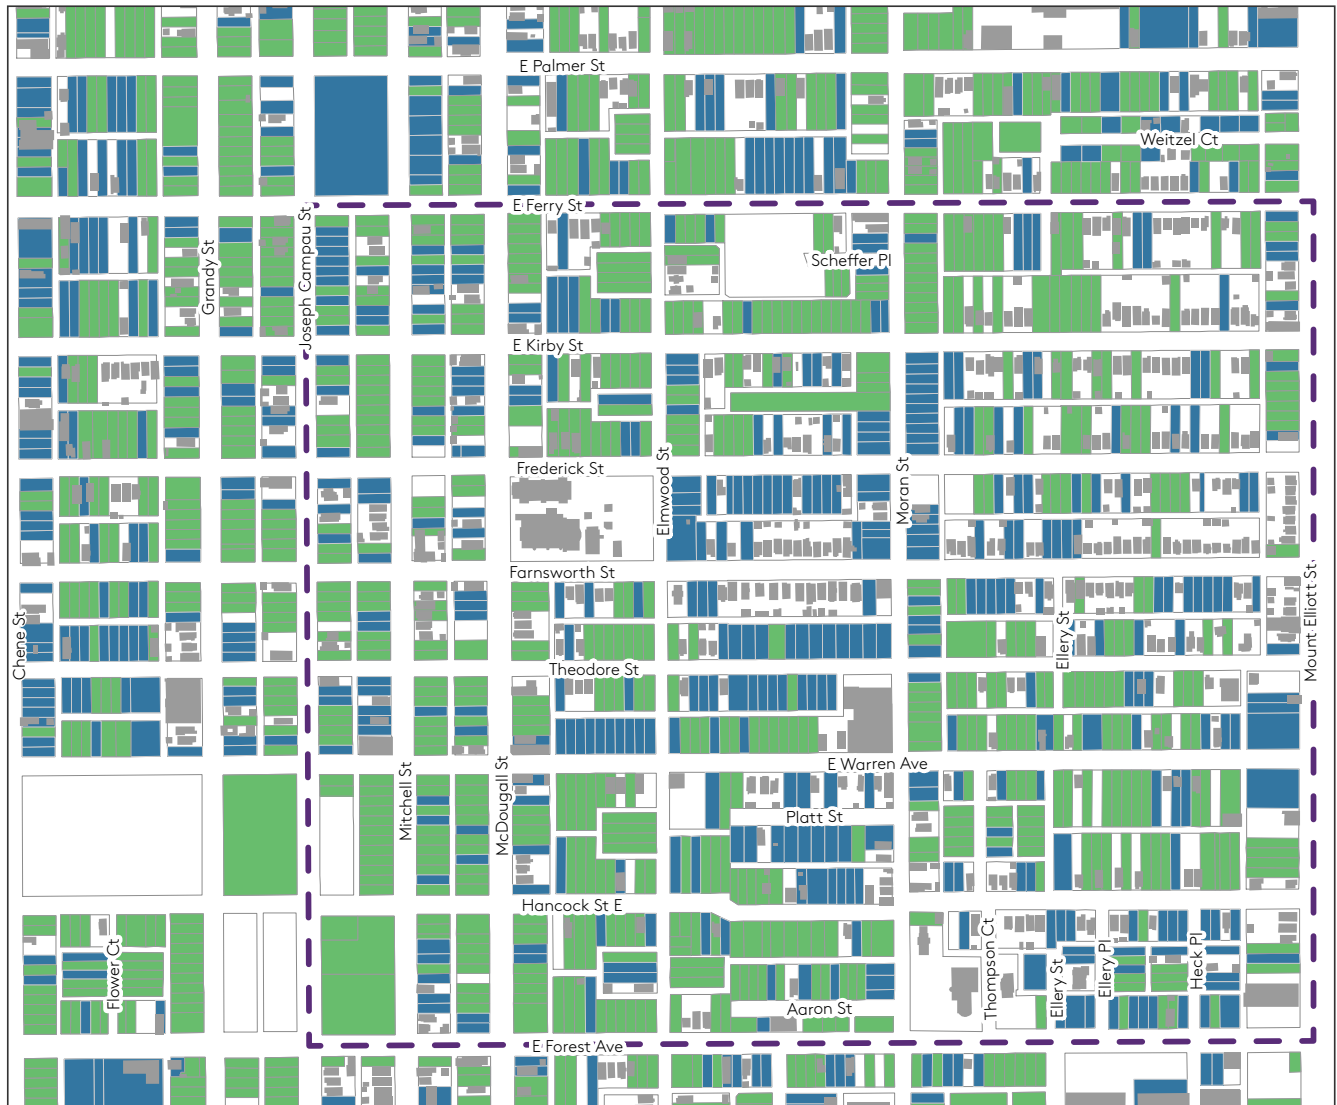 E Palmer St
Weitzel Ct
E Ferry St
Joseph Campau St
Grandy St
Scheffer Pl
E Kirby St
Elmwood St
Moran St
Frederick St
Farnsworth St
Chene St
Ellery St
Mount. Elliott St.
Theodore St
McDougall St
Mitchell St
E Warren Ave
Platt St
Hancock St E
Flower Ct
Thompson Ct
Ellery St
Ellery Pl
Heck Pl
Aaron St
E Forest Ave